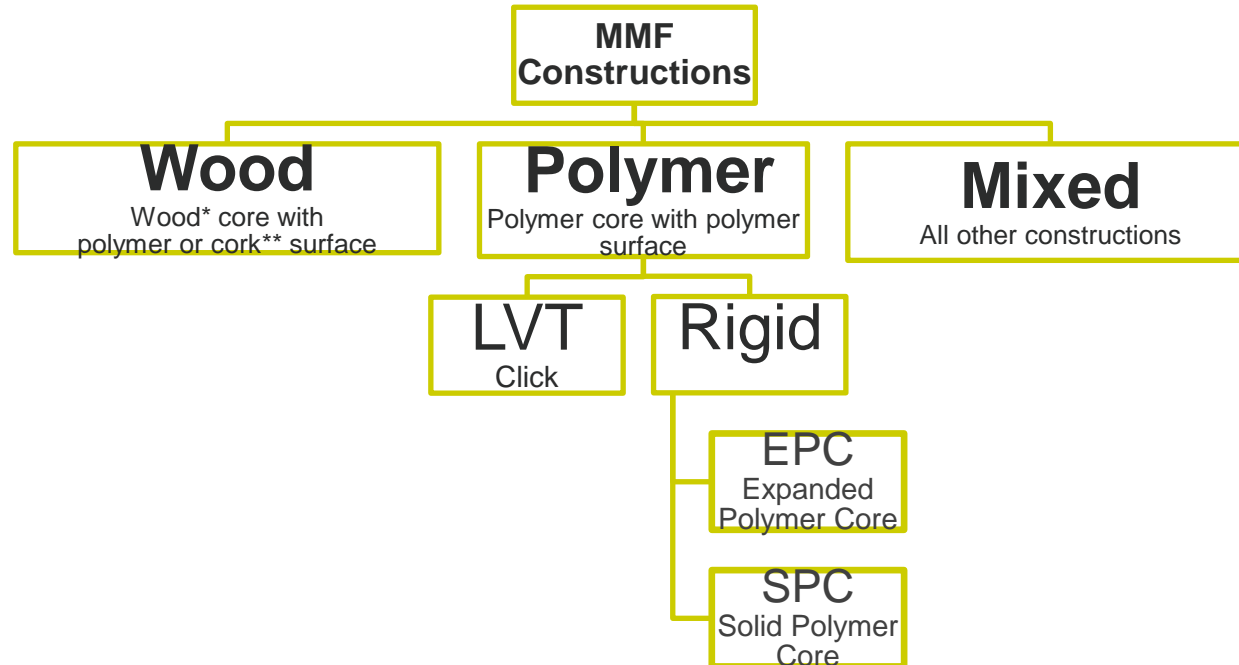 MMF
Constructions
Wood
Wood* core with
polymer or cork** surface
Polymer
Polymer core with polymer
surface
Mixed
All other constructions
LVT
Click
Rigid
EPC
Expanded
Polymer Core
SPC
Solid Polymer
Core